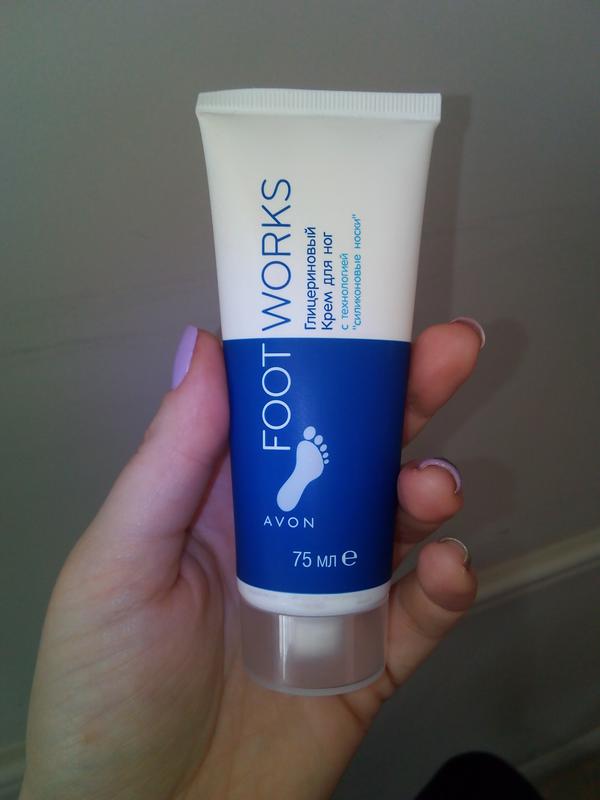 FOOT WORKS
Глицериновый
Крем для ног
с технологией
"силиконовые носки"
AVON
75 мл e